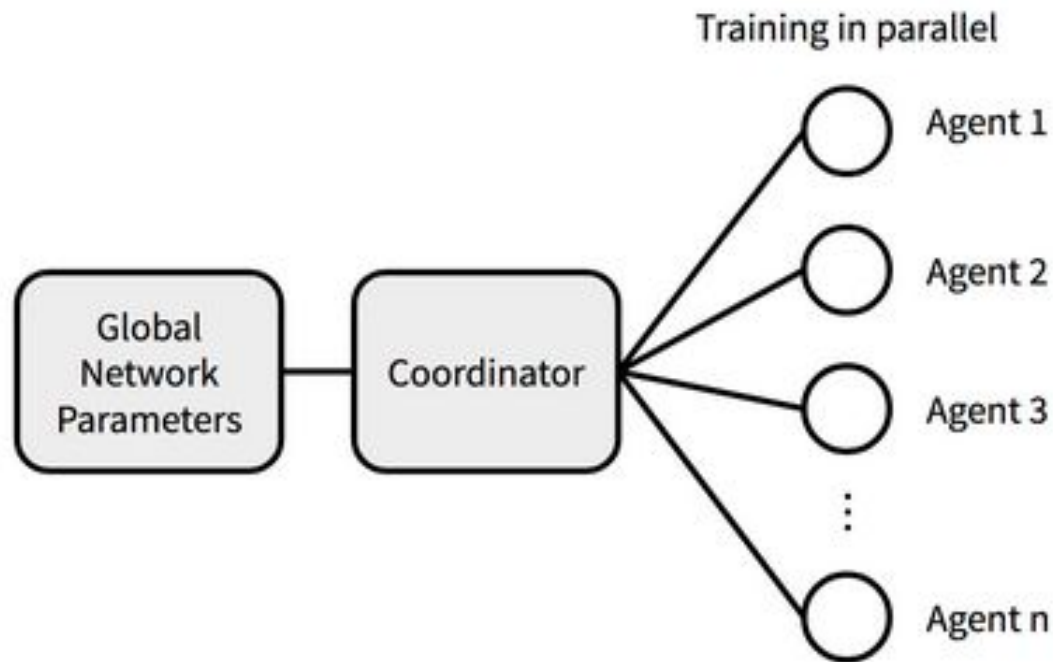 Training in parallel
Global
Network
Parameters
Coordinator
Agent 1
Agent 2
Agent 3
Agent n